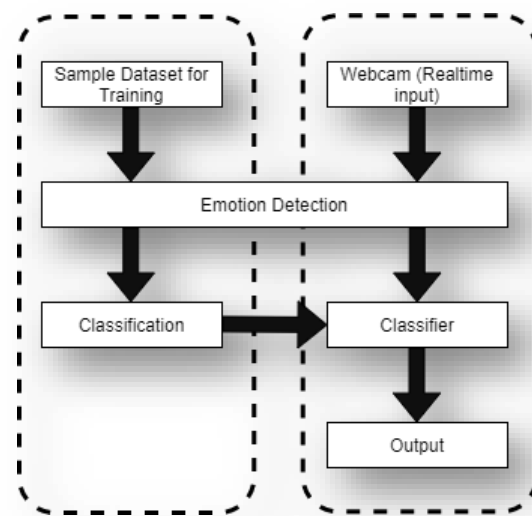 Sample Dataset for
Training
Webcam (Realtime
input)
Emotion Detection
Classification
Classifier
Output